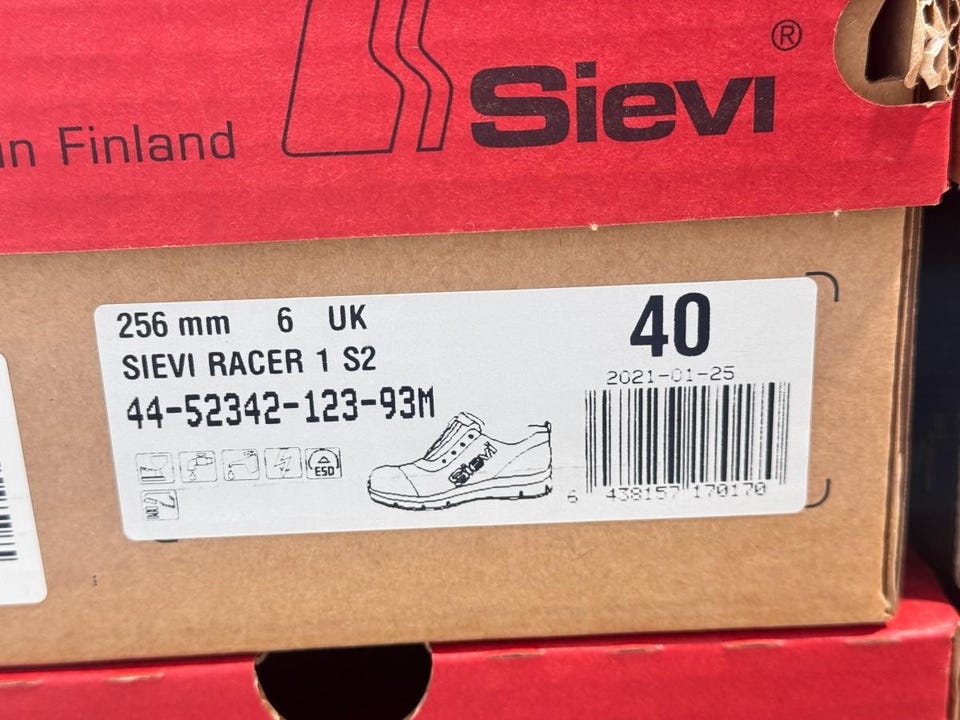 Sievi ®
in Finland
256 mm 6 UK
SIEVI RACER 1 S2
44-52342-123-93M
ESD
Sievi
40
2021-01-25
6 438157 170170